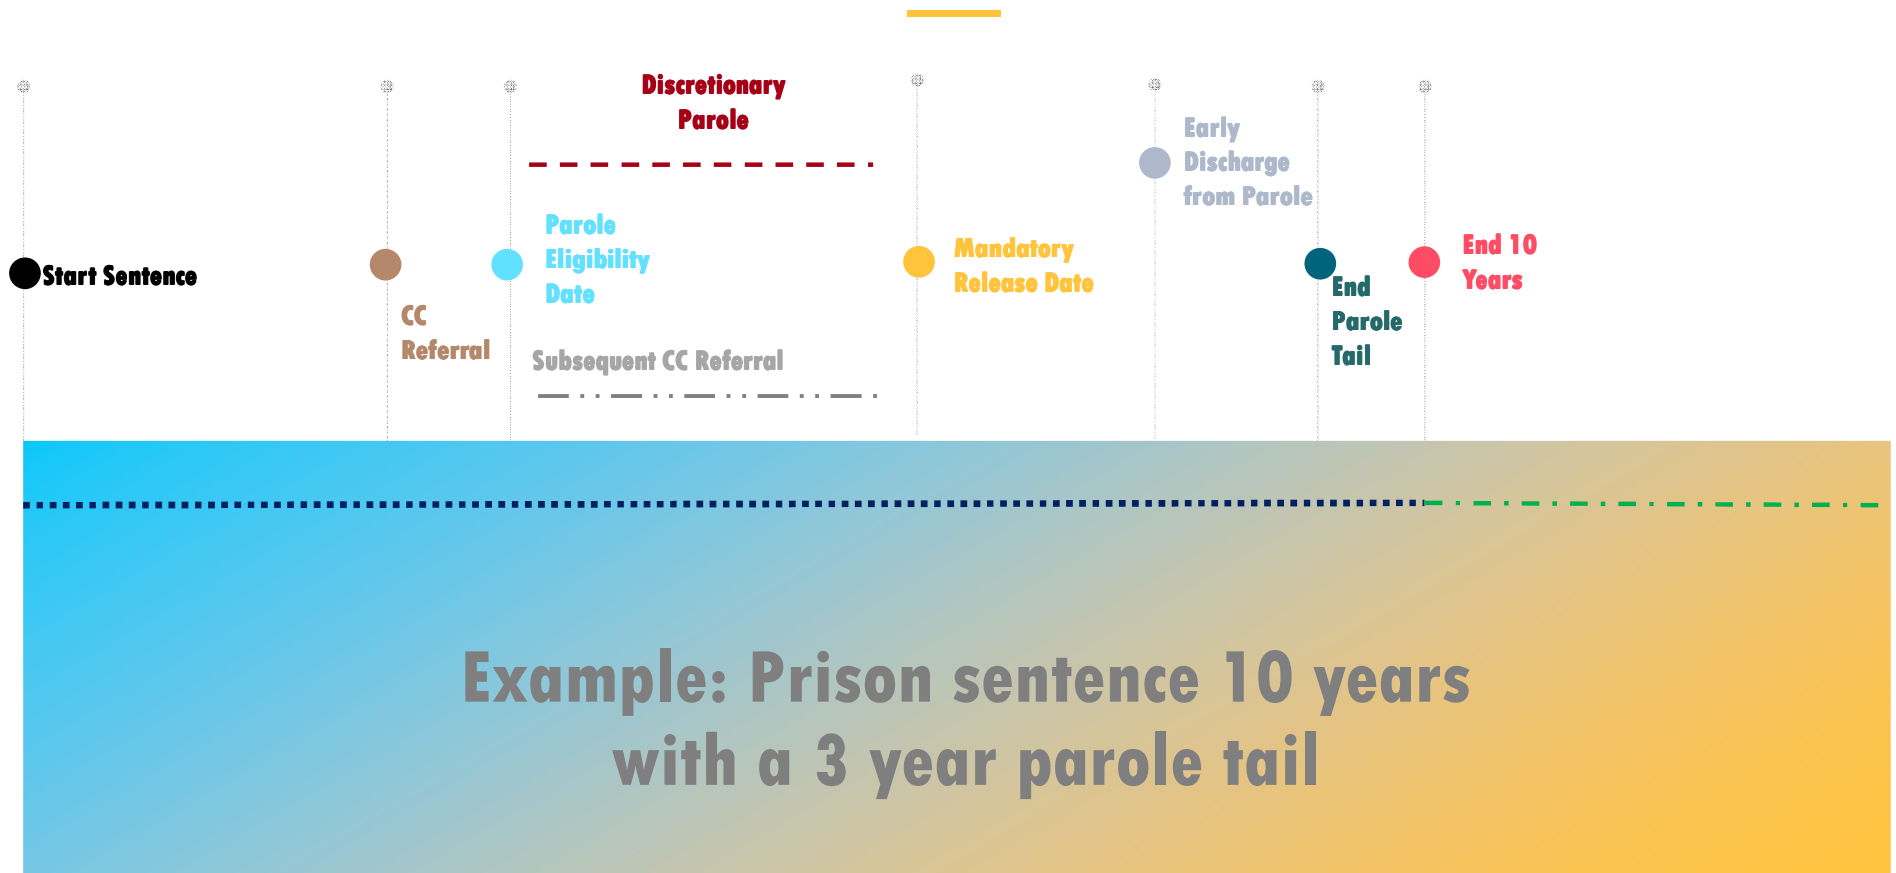 Discretionary
Parole
Early
Discharge
from Parole
Start Sentence
CC
Referral
Parole
Eligibility
Date
Mandatory
Release Date
End
Parole
Tail
End 10
Years
Subsequent CC Referral
Example: Prison sentence 10 years
with a 3 year parole tail